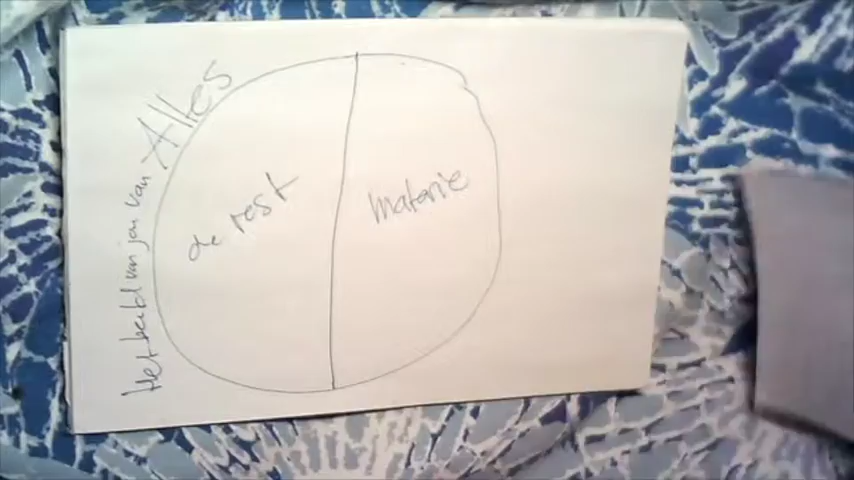 Het beeld van jou van Alles
de rest
materie